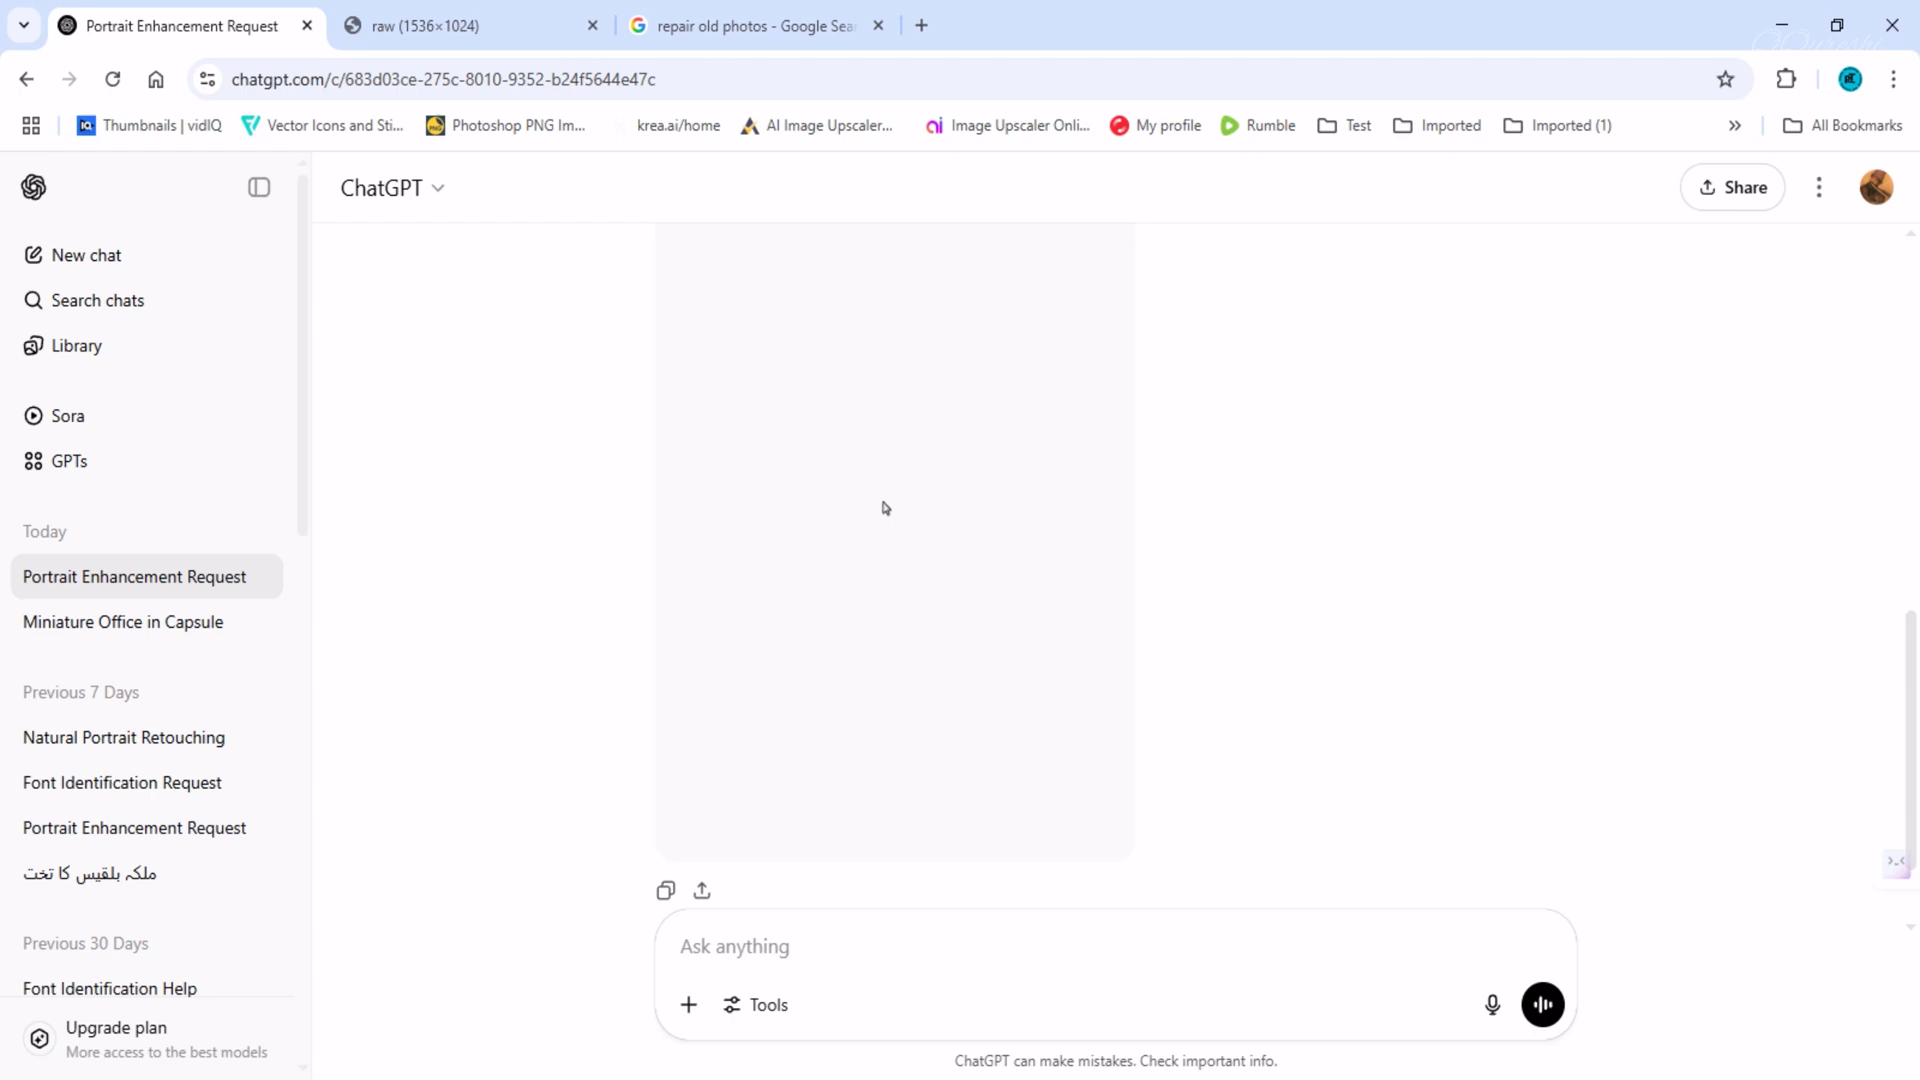 Portrait Enhancement Request
raw (1536×1024)
repair old photos - Google Sea
chatgpt.com/c/683d03ce-275c-8010-9352-b24f5644e47c
Thumbnails | vidIQ
Vector Icons and Sti...
Photoshop PNG Im...
krea.ai/home
AI Image Upscaler...
Image Upscaler Onli...
My profile
Rumble
Test
Imported
Imported (1)
All Bookmarks
ChatGPT
Share
New chat
Search chats
Library
Sora
GPTs
Today
Portrait Enhancement Request
Miniature Office in Capsule
Previous 7 Days
Natural Portrait Retouching
Font Identification Request
Portrait Enhancement Request
ملکہ بلقیس کا تخت
Previous 30 Days
Font Identification Help
Upgrade plan
More access to the best models
Ask anything
Tools
ChatGPT can make mistakes. Check important info.